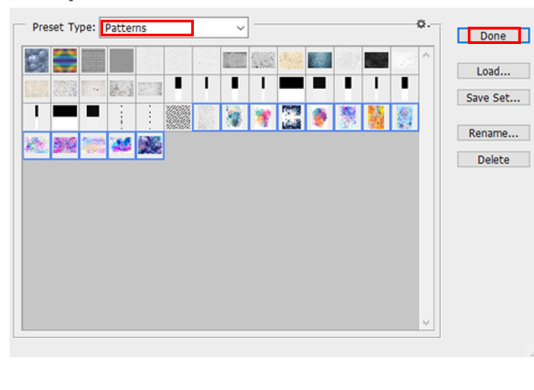 Preset Type: Patterns
Done
Load...
Save Set...
Rename...
Delete